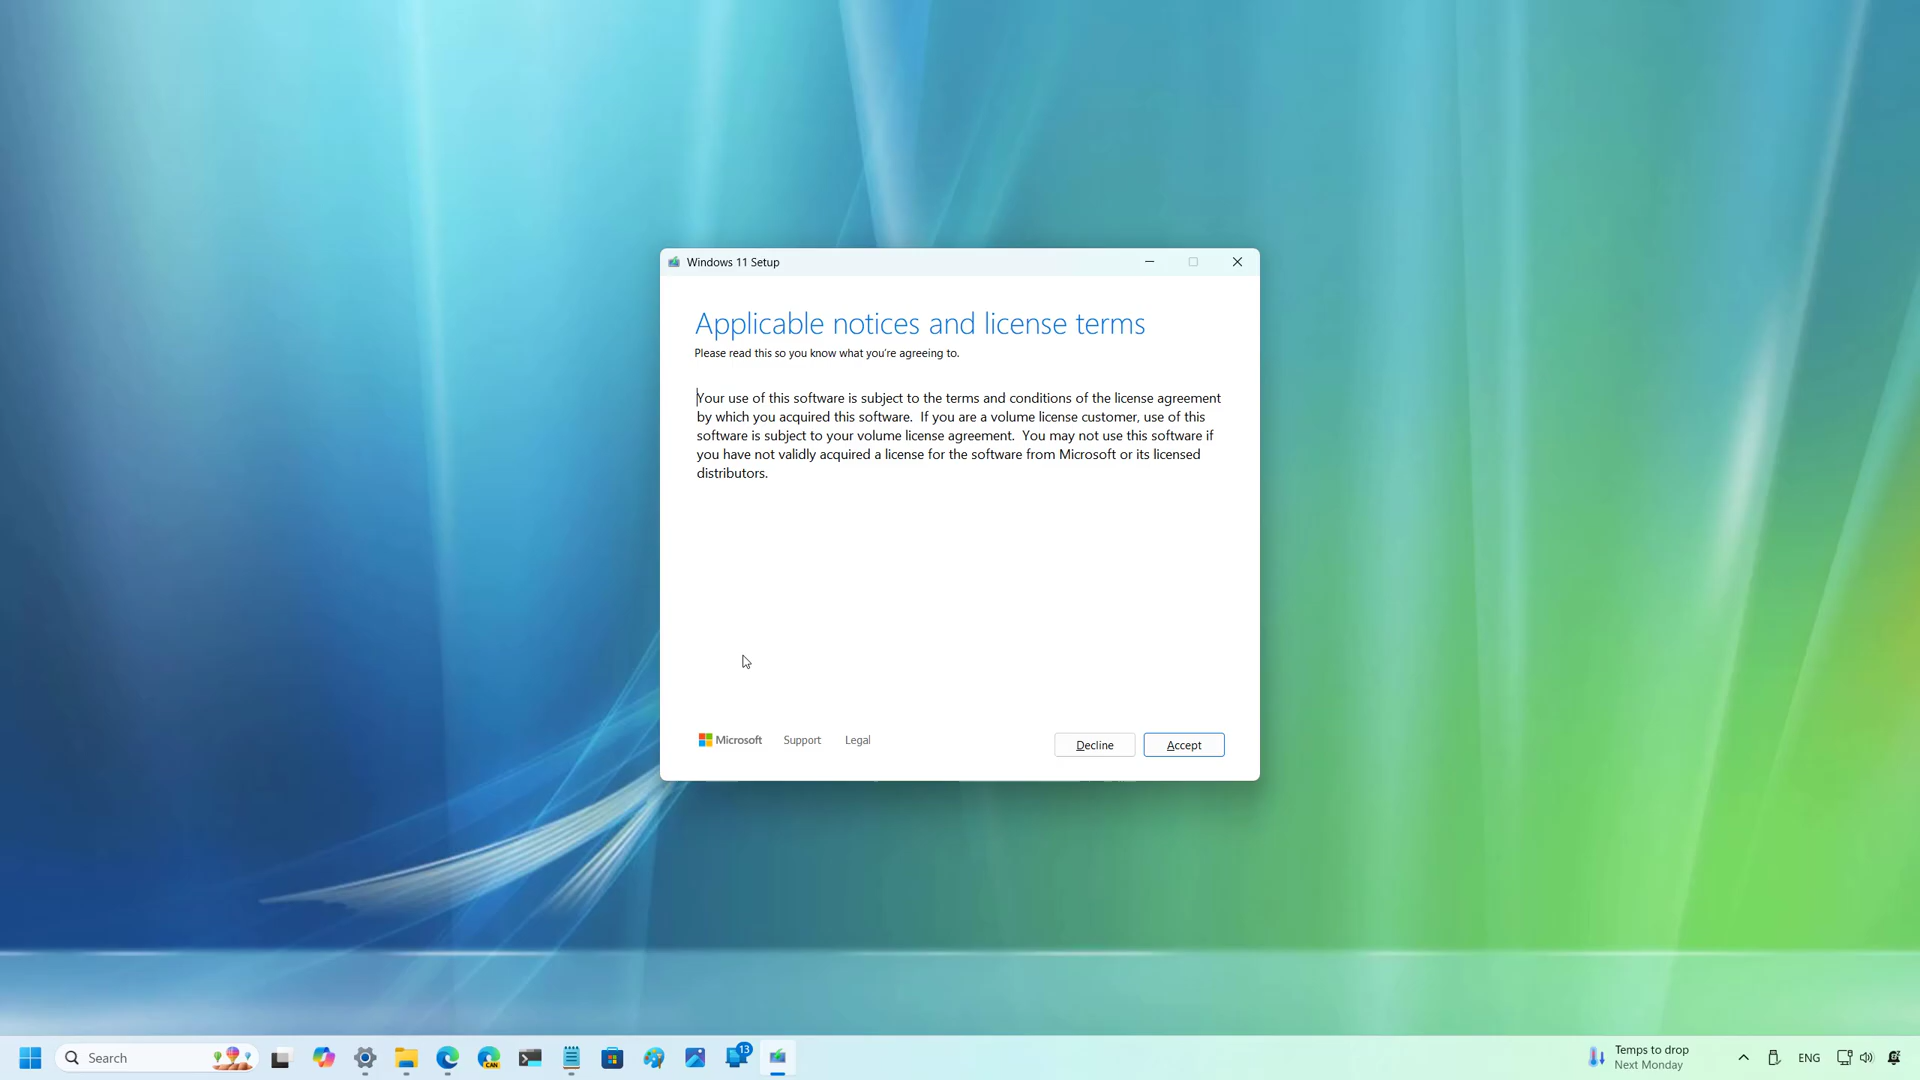 Windows 11 Setup
Applicable notices and license terms
Please read this so you know what you're agreeing to.
Your use of this software is subject to the terms and conditions of the license agreement
by which you acquired this software.  If you are a volume license customer, use of this
software is subject to your volume license agreement.  You may not use this software if
you have not validly acquired a license for the software from Microsoft or its licensed
distributors.
Microsoft Support Legal
Decline Accept
Search
CAN
13
Temps to drop
Next Monday
ENG